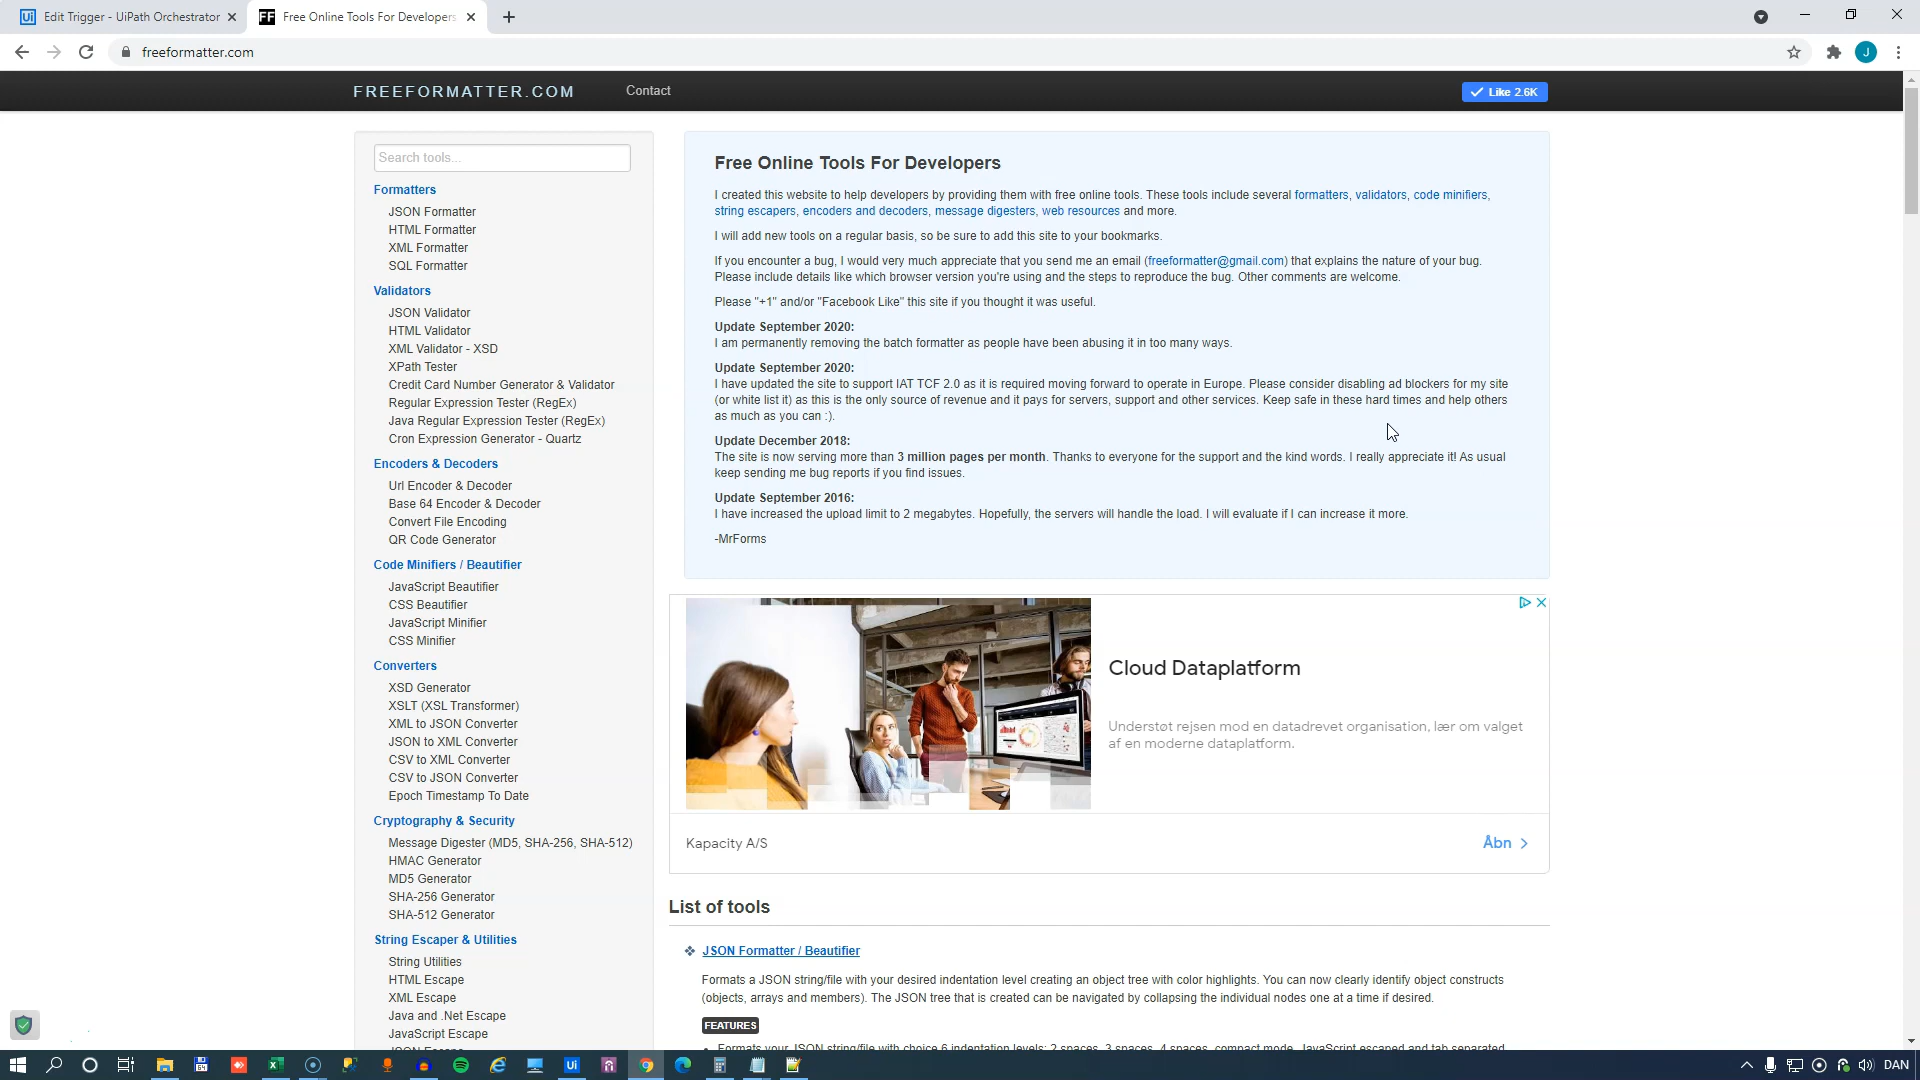 Edit Trigger - UiPath Orchestrator
Free Online Tools For Developers
freeformatter.com
J
FREEFORMATTER.COM
Contact
Like 2.6K
Search tools...
Formatters
JSON Formatter
HTML Formatter
XML Formatter
SQL Formatter
Validators
JSON Validator
HTML Validator
XML Validator - XSD
XPath Tester
Credit Card Number Generator & Validator
Regular Expression Tester (RegEx)
Java Regular Expression Tester (RegEx)
Cron Expression Generator - Quartz
Encoders & Decoders
Url Encoder & Decoder
Base 64 Encoder & Decoder
Convert File Encoding
QR Code Generator
Code Minifiers / Beautifier
JavaScript Beautifier
CSS Beautifier
JavaScript Minifier
CSS Minifier
Converters
XSD Generator
XSLT (XSL Transformer)
XML to JSON Converter
JSON to XML Converter
CSV to XML Converter
CSV to JSON Converter
Epoch Timestamp To Date
Cryptography & Security
Message Digester (MD5, SHA-256, SHA-512)
HMAC Generator
MD5 Generator
SHA-256 Generator
SHA-512 Generator
String Escaper & Utilities
String Utilities
HTML Escape
XML Escape
Java and .Net Escape
JavaScript Escape
JSON Escape
Free Online Tools For Developers
I created this website to help developers by providing them with free online tools. These tools include several formatters, validators, code minifiers,
string escapers, encoders and decoders, message digesters, web resources and more.
I will add new tools on a regular basis, so be sure to add this site to your bookmarks.
If you encounter a bug, I would very much appreciate that you send me an email (freeformatter@gmail.com) that explains the nature of your bug.
Please include details like which browser version you're using and the steps to reproduce the bug. Other comments are welcome.
Please "+1" and/or "Facebook Like" this site if you thought it was useful.
Update September 2020:
I am permanently removing the batch formatter as people have been abusing it in too many ways.
Update September 2020:
I have updated the site to support IAT TCF 2.0 as it is required moving forward to operate in Europe. Please consider disabling ad blockers for my site
(or white list it) as this is the only source of revenue and it pays for servers, support and other services. Keep safe in these hard times and help others
as much as you can :).
Update December 2018:
The site is now serving more than 3 million pages per month. Thanks to everyone for the support and the kind words. I really appreciate it! As usual
keep sending me bug reports if you find issues.
Update September 2016:
I have increased the upload limit to 2 megabytes. Hopefully, the servers will handle the load. I will evaluate if I can increase it more.
-MrForms
Cloud Dataplatform
Understøt rejsen mod en datadrevet organisation, lær om valget
af en moderne dataplatform.
Kapacity A/S
Åbn
List of tools
JSON Formatter / Beautifier
Formats a JSON string/file with your desired indentation level creating an object tree with color highlights. You can now clearly identify object constructs
(objects, arrays and members). The JSON tree that is created can be navigated by collapsing the individual nodes one at a time if desired.
FEATURES
Formats your JSON string/file with choice 6 indentation levels: 2 spaces, 3 spaces, 4 spaces, compact mode, JavaScript escaped and tab separated
DAN